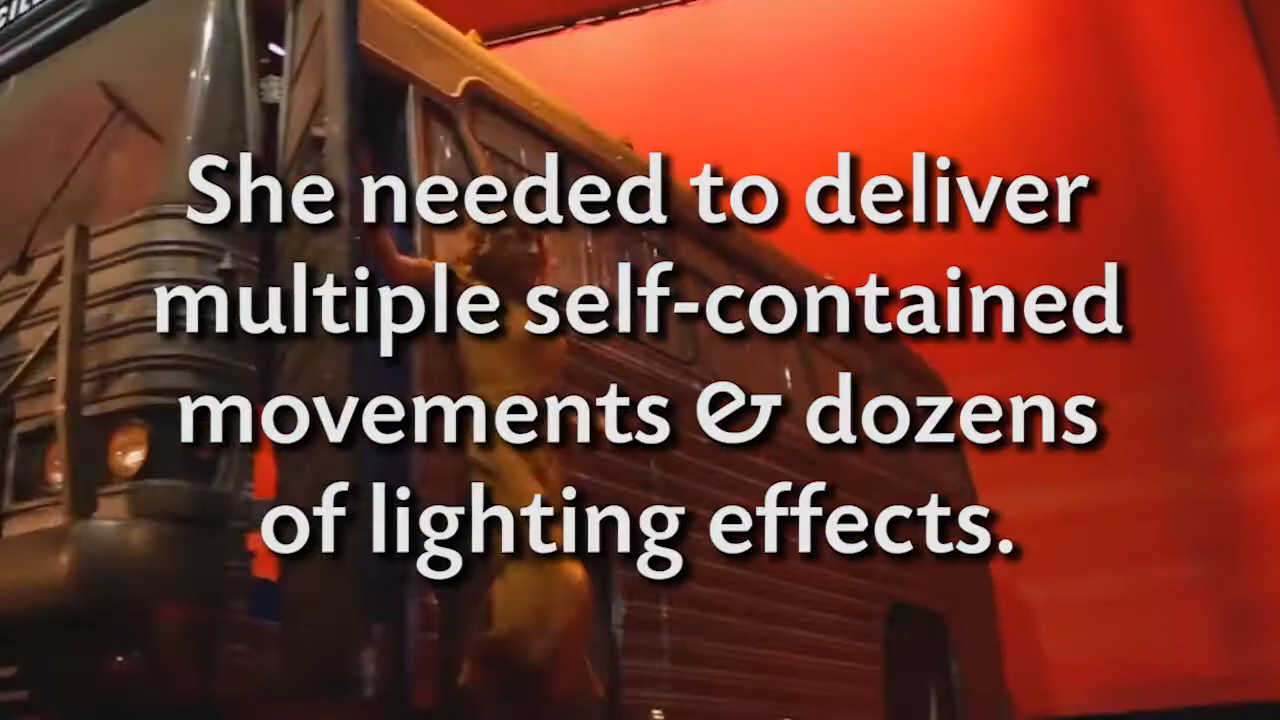 She needed to deliver
multiple self-contained
movements & dozens
of lighting effects.